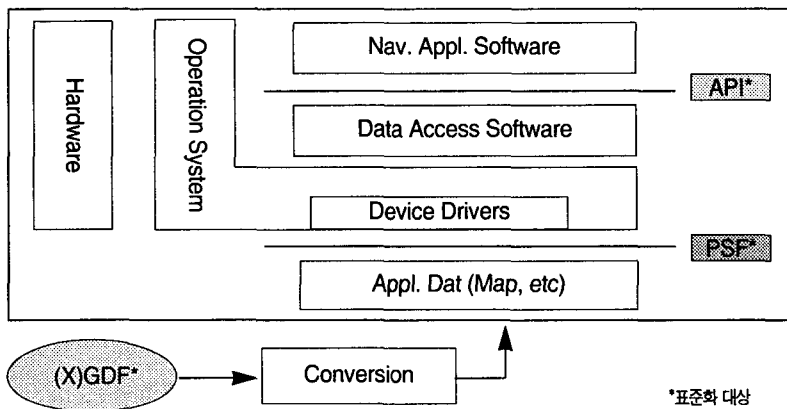 Hardware
Operation System
Nav. Appl. Software
API*
Data Access Software
Device Drivers
PSF*
Appl. Dat (Map, etc)
(X)GDF*
Conversion
*표준화 대상